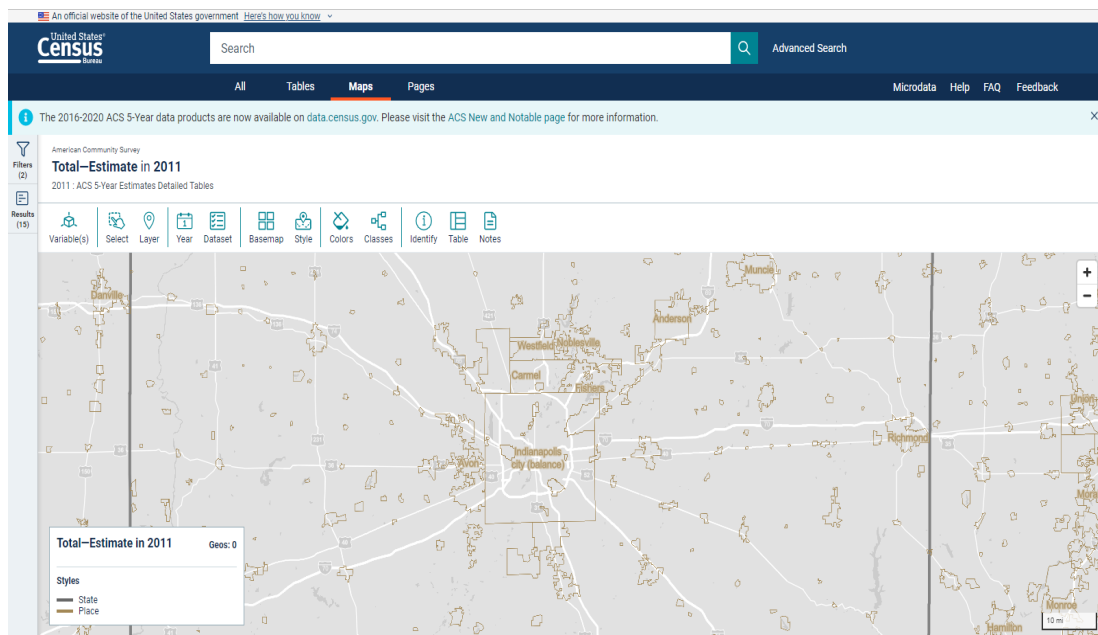 An official website of the United States government Here's how you know
United States®
Census
Bureau
Search
Advanced Search
All Tables Maps Pages
Microdata Help FAQ Feedback
The 2016-2020 ACS 5-Year data products are now available on data.census.gov. Please visit the ACS New and Notable page for more information.
X
Filters
(2)
Results
(15)
American Community Survey
Total—Estimate in 2011
2011 : ACS 5-Year Estimates Detailed Tables
Variable(s) Select Layer Year Dataset Basemap Style Colors Classes Identify Table Notes
+
−
Muncie
Danville
Anderson
Westfield Noblesville
Carmel
Fishers
Union
Richmond
Indianapolis
city (balance)
Avon
Monroe
Hamilton
10 mi
Total—Estimate in 2011 Geos: 0
Styles
State
Place